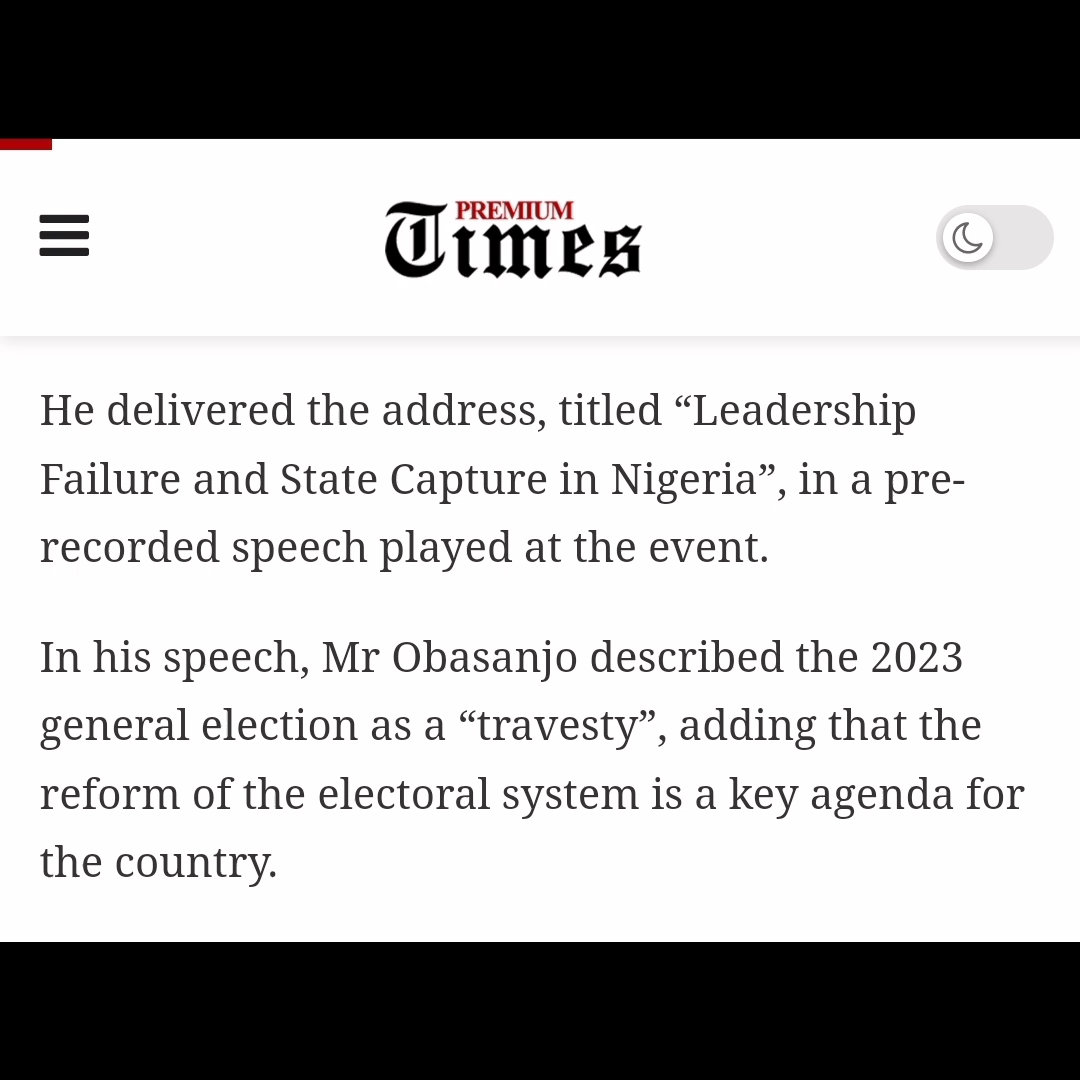 PREMIUM
Times
He delivered the address, titled “Leadership
Failure and State Capture in Nigeria”, in a pre-
recorded speech played at the event.
In his speech, Mr Obasanjo described the 2023
general election as a “travesty”, adding that the
reform of the electoral system is a key agenda for
the country.